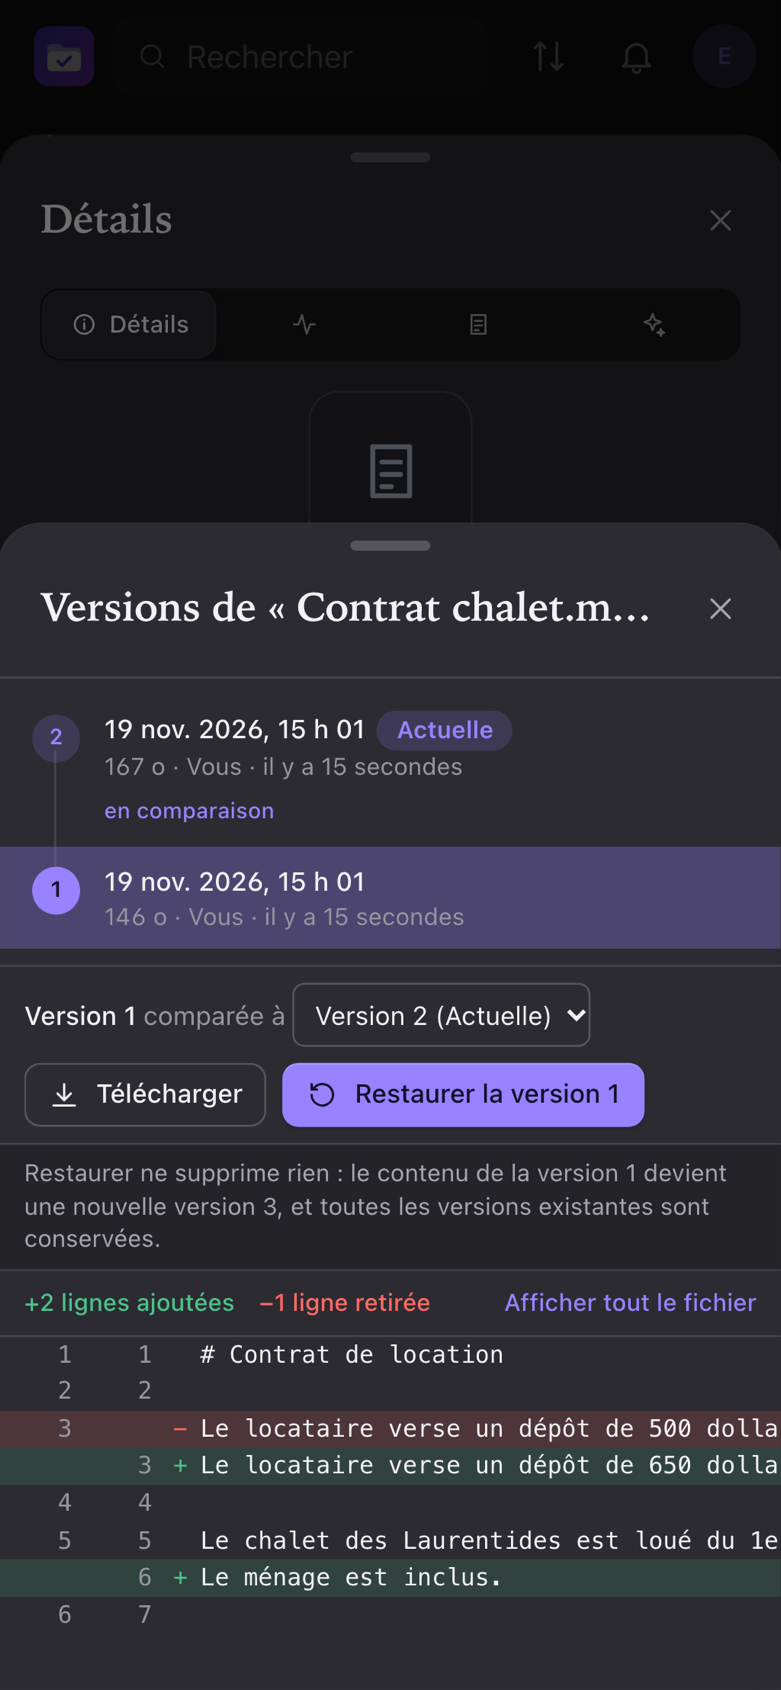 Rechercher
E
Détails
Détails
Versions de « Contrat chalet.m...
2
19 nov. 2026, 15 h 01 Actuelle
167 o · Vous · il y a 15 secondes
en comparaison
1
19 nov. 2026, 15 h 01
146 o · Vous · il y a 15 secondes
Version 1 comparée à Version 2 (Actuelle)
Télécharger Restaurer la version 1
Restaurer ne supprime rien : le contenu de la version 1 devient
une nouvelle version 3, et toutes les versions existantes sont
conservées.
+2 lignes ajoutées −1 ligne retirée Afficher tout le fichier
1 1 # Contrat de location
2 2
3 − Le locataire verse un dépôt de 500 dolla
3 + Le locataire verse un dépôt de 650 dolla
4 4
5 5 Le chalet des Laurentides est loué du 1e
6 + Le ménage est inclus.
6 7